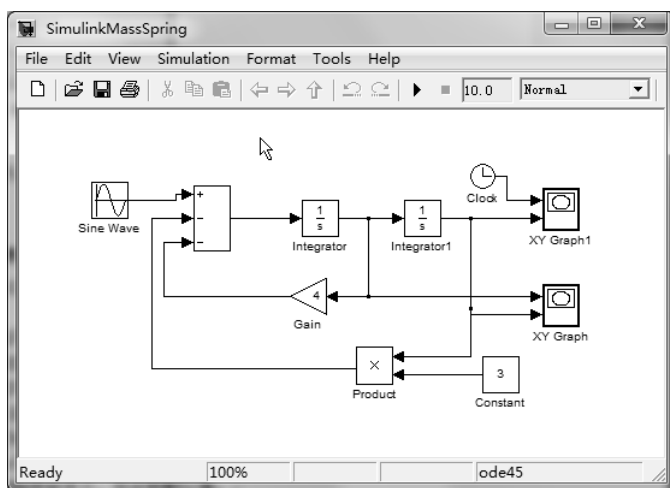 SimulinkMassSpring
File Edit View Simulation Format Tools Help
10.0 Normal
Sine Wave
+
−
−
1
s
Integrator
1
s
Integrator1
Clock
XY Graph1
4
Gain
XY Graph
×
Product
3
Constant
Ready 100% ode45